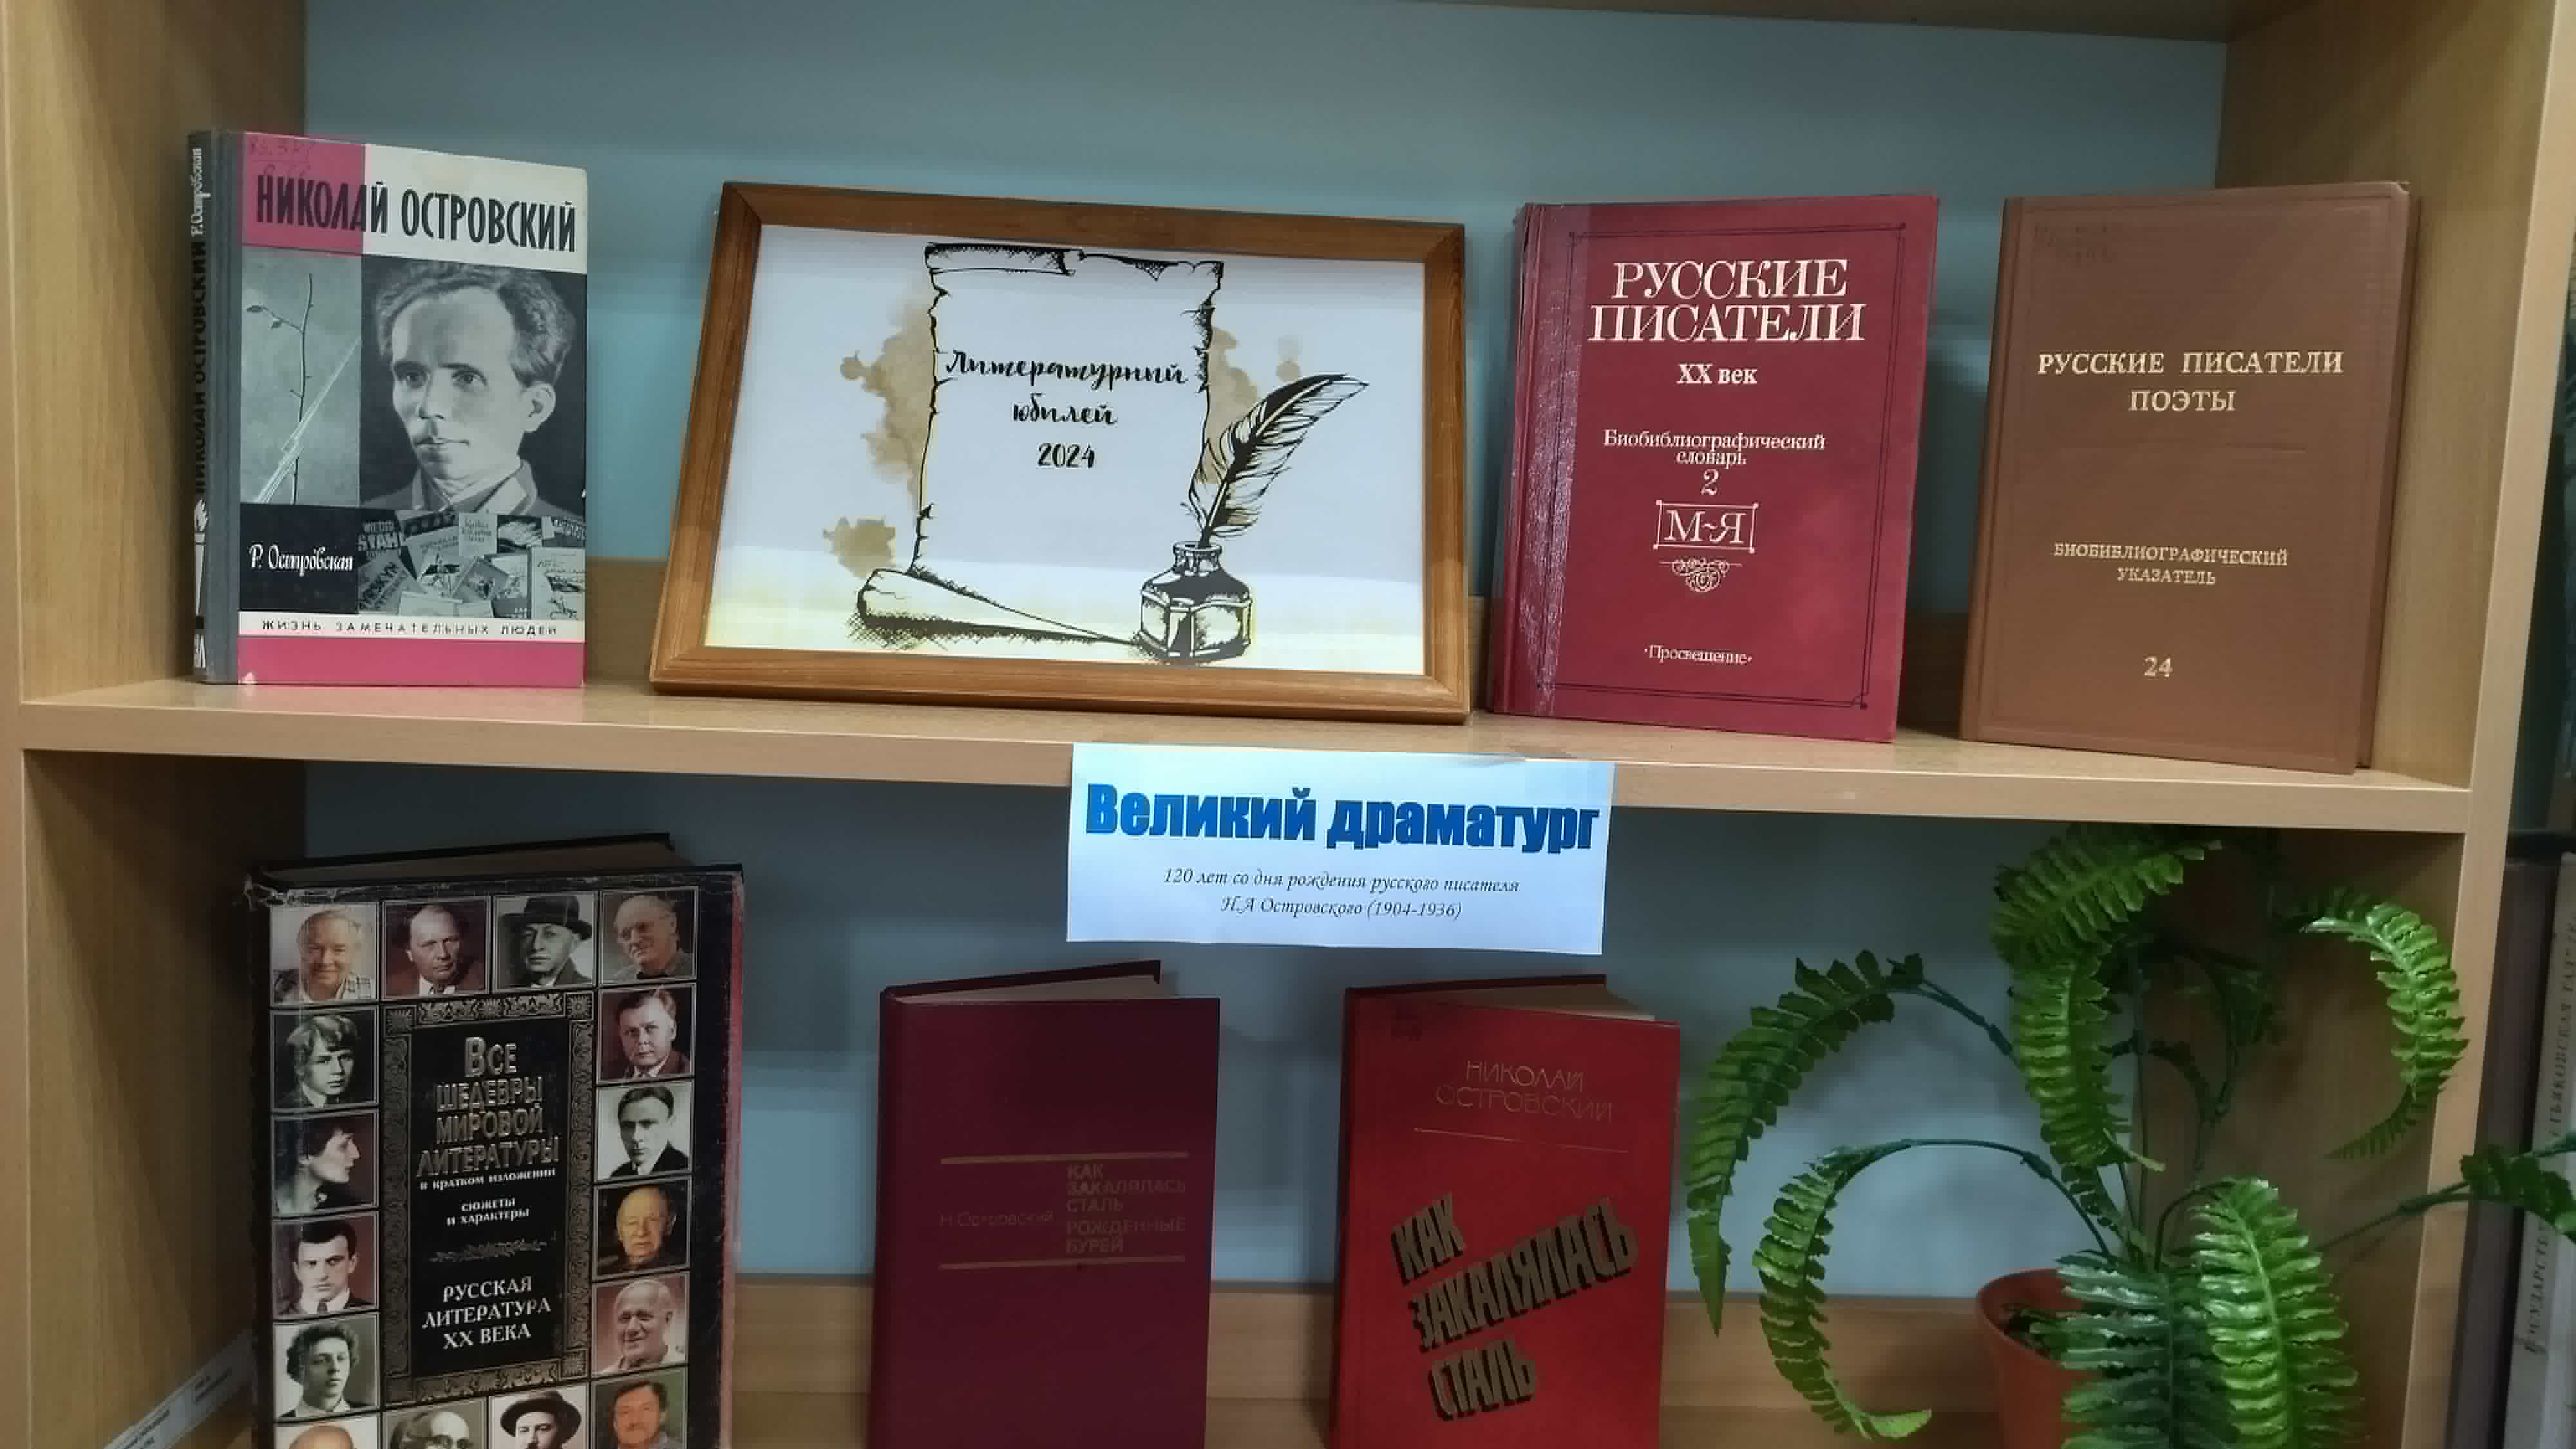 НИКОЛАЙ ОСТРОВСКИЙ
Р. Островская
ЖИЗНЬ ЗАМЕЧАТЕЛЬНЫХ ЛЮДЕЙ
НИКОЛАЙ ОСТРОВСКИЙ Р. Островская
Литературный
юбилей
2024
РУССКИЕ
ПИСАТЕЛИ
XX век
Биобиблиографический
словарь
2
М~Я
·Просвещение·
РУССКИЕ ПИСАТЕЛИ
ПОЭТЫ
БИОБИБЛИОГРАФИЧЕСКИЙ
УКАЗАТЕЛЬ
24
Великий драматург
120 лет со дня рождения русского писателя
Н.А Островского (1904-1936)
ВСЕ
ШЕДЕВРЫ
МИРОВОЙ
ЛИТЕРАТУРЫ
в кратком изложении
сюжеты
и характеры
РУССКАЯ
ЛИТЕРАТУРА
XX ВЕКА
Н.Островский
КАК
ЗАКАЛЯЛАСЬ
СТАЛЬ
РОЖДЕННЫЕ
БУРЕЙ
НИКОЛАЙ
ОСТРОВСКИЙ
КАК
ЗАКАЛЯЛАСЬ
СТАЛЬ